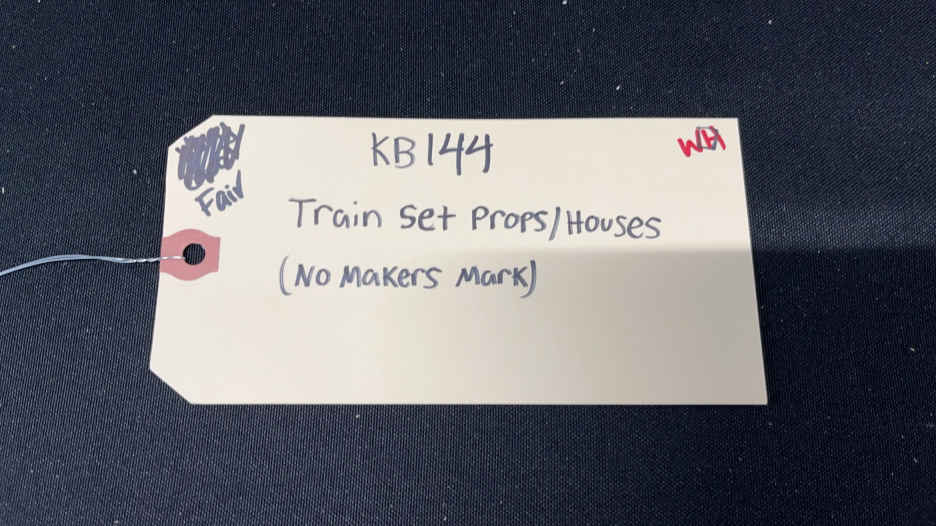 KB144
WH
Fair
Train Set Props/Houses
(No Makers Mark)